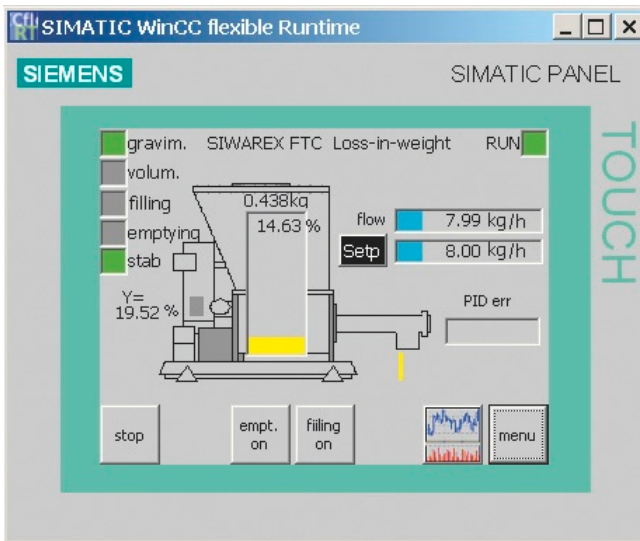 SIMATIC WinCC flexible Runtime
SIEMENS
SIMATIC PANEL
TOUCH
gravim.
SIWAREX FTC Loss-in-weight
RUN
volum.
filling
emptying
stab
0.438kg
14.63 %
flow
7.99 kg/h
Setp
8.00 kg/h
Y=
19.52 %
PID err
stop
empt.
on
fiiling
on
menu